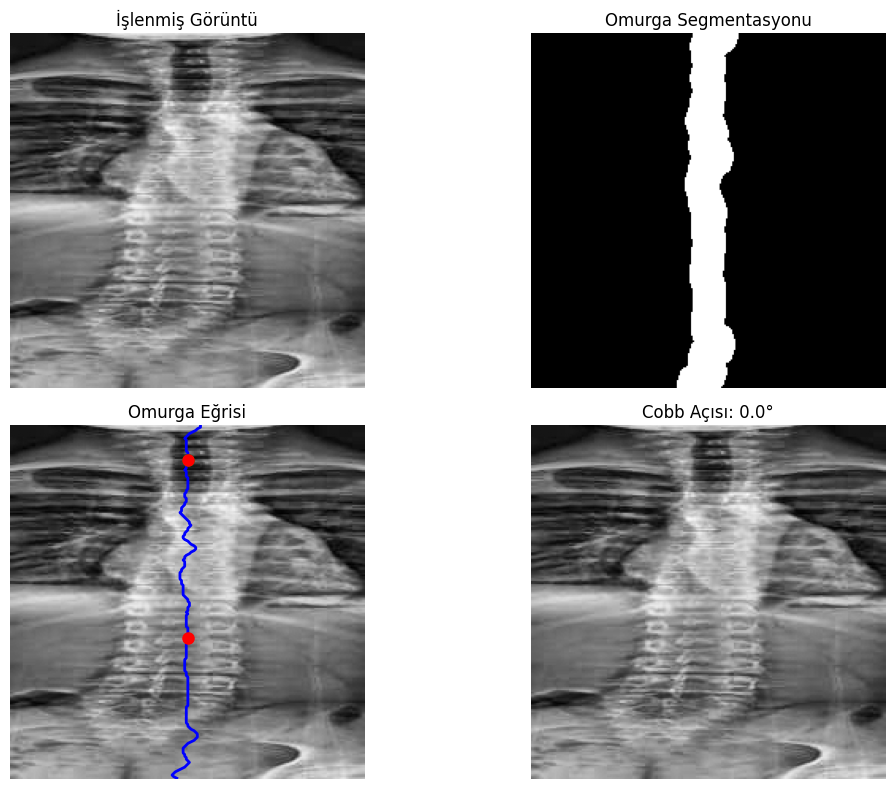 İşlenmiş Görüntü
Omurga Segmentasyonu
Omurga Eğrisi
Cobb Açısı: 0.0°